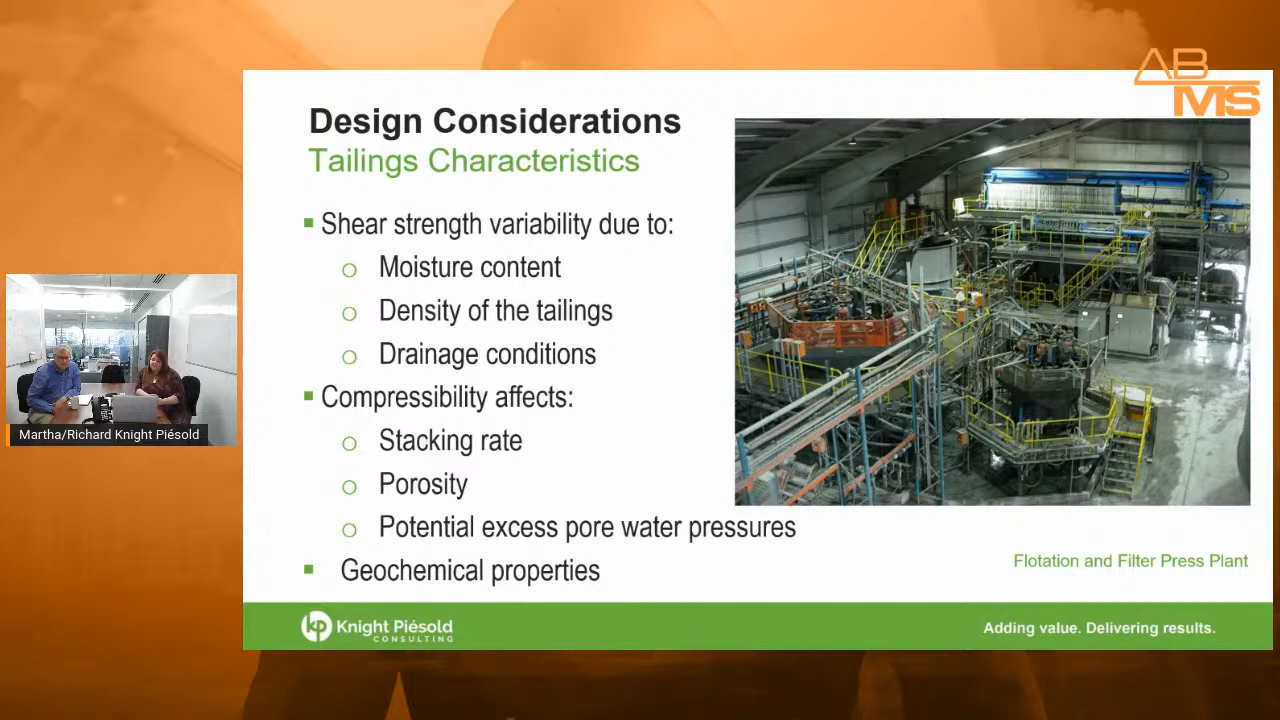 AB
MS
Design Considerations
Tailings Characteristics
Shear strength variability due to:
Moisture content
Density of the tailings
Drainage conditions
Compressibility affects:
Stacking rate
Porosity
Potential excess pore water pressures
Geochemical properties
Flotation and Filter Press Plant
Martha/Richard Knight Piésold
kp Knight Piésold
CONSULTING
Adding value. Delivering results.